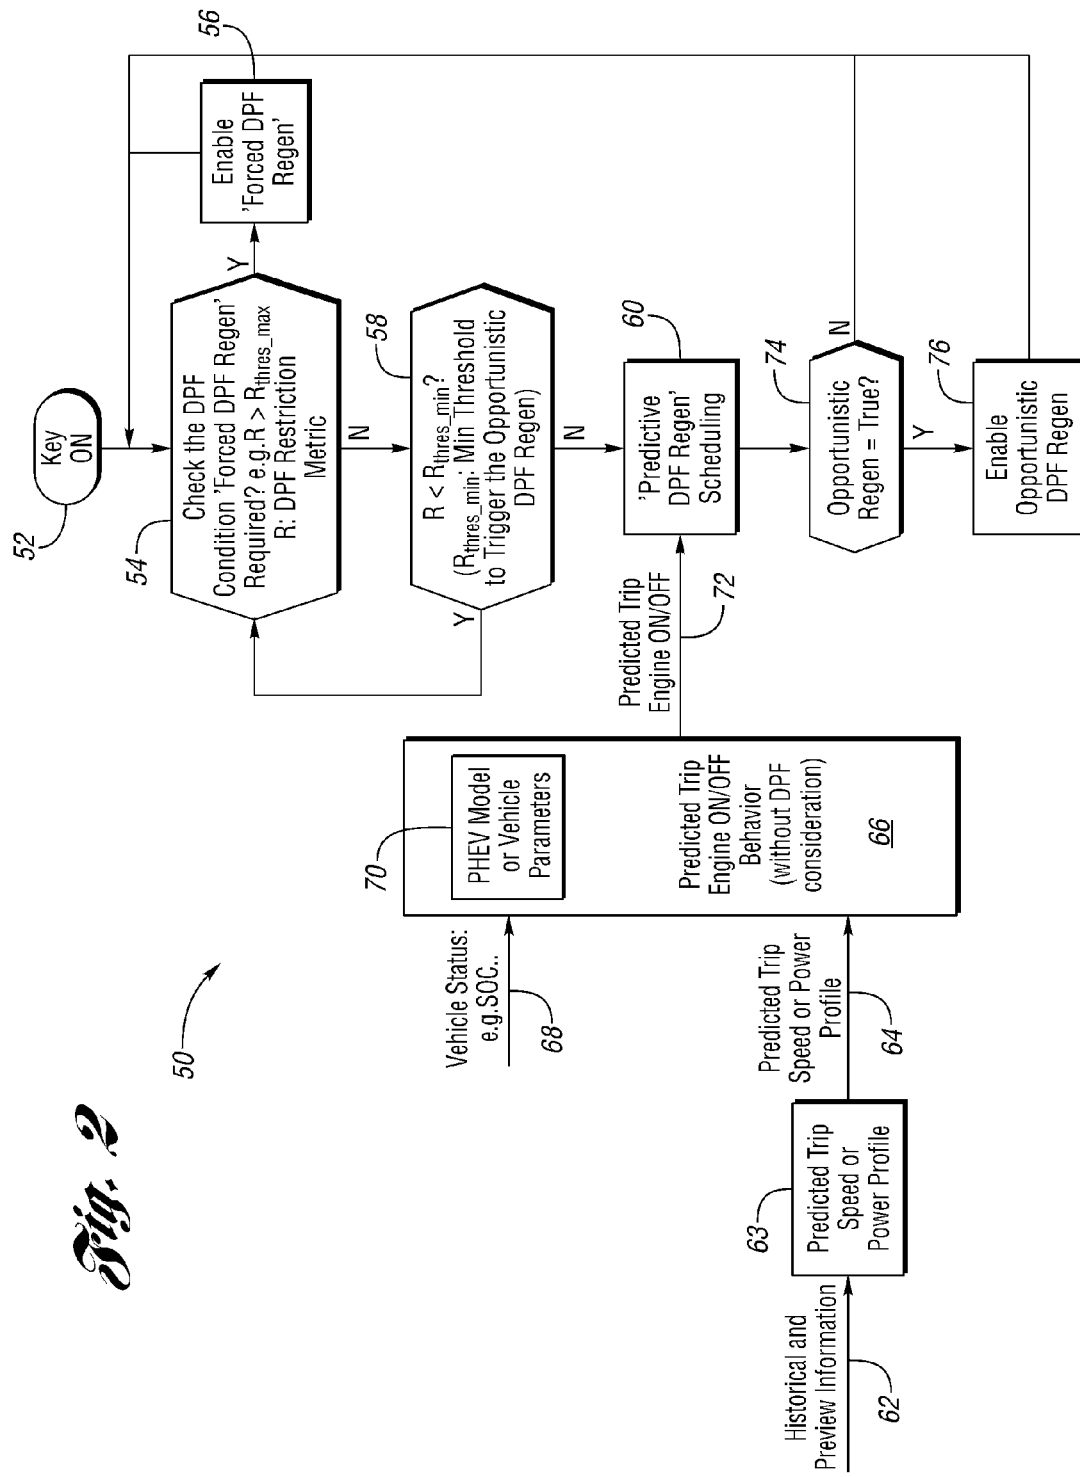 Fig. 2
50
52
Key
ON
54
Check the DPF
Condition 'Forced DPF Regen'
Required? e.g.R > Rthres_max
R: DPF Restriction
Metric
Y
56
Enable
'Forced DPF
Regen'
N
58
R < Rthres_min?
(Rthres_min: Min Threshold
to Trigger the Opportunistic
DPF Regen)
Y
N
60
'Predictive
DPF Regen'
Scheduling
Historical and
Preview Information
62
63
Predicted Trip
Speed or
Power Profile
Predicted Trip
Speed or Power
Profile
64
Vehicle Status:
e.g.SOC..
68
70
PHEV Model
or Vehicle
Parameters
Predicted Trip
Engine ON/OFF
Behavior
(without DPF
consideration)
66
Predicted Trip
Engine ON/OFF
72
74
Opportunistic
Regen = True?
N
Y
76
Enable
Opportunistic
DPF Regen